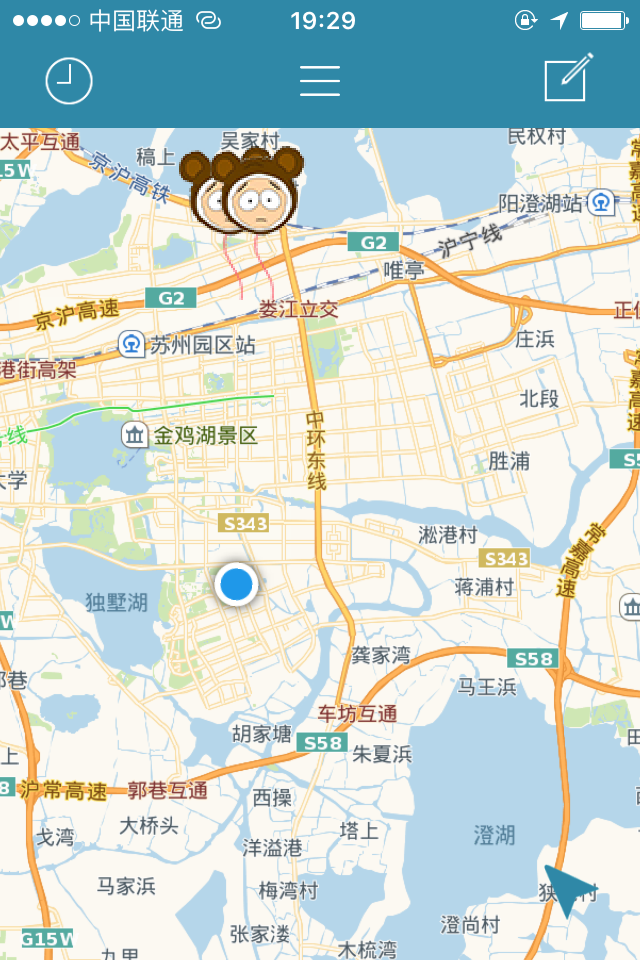 中国联通
19:29
太平互通
吴家村
民权村
稿上
京沪高铁
阳澄湖站
沪宁线
G2
唯亭
G2
京沪高速
娄江立交
苏州园区站
庄浜
港街高架
北段
中环东线
金鸡湖景区
胜浦
大学
S343
淞港村
S343
常嘉高速
蒋浦村
独墅湖
龚家湾
S58
马王浜
车坊互通
胡家塘
S58
朱夏浜
沪常高速
郭巷互通
西操
大桥头
塔上
戈湾
洋溢港
澄湖
马家浜
梅湾村
澄尚村
张家溇
G15W
木梳湾
九里